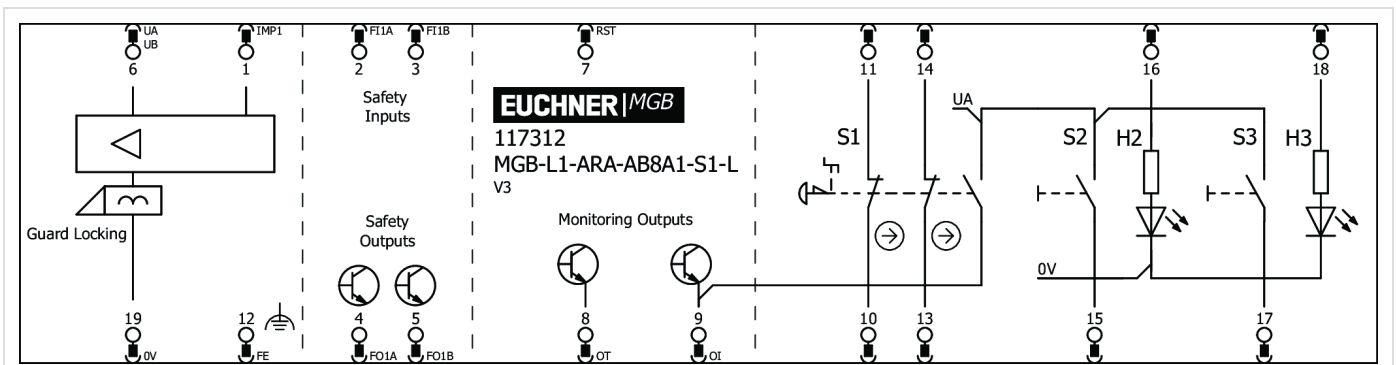 UA
UB
IMP1
FI1A
FI1B
RST
6
1
2
3
7
11
14
16
18
Safety
Inputs
EUCHNER|MGB
117312
MGB-L1-ARA-AB8A1-S1-L
V3
UA
S1
S2
H2
S3
H3
Guard Locking
Safety
Outputs
Monitoring Outputs
0V
19
12
4
5
8
9
10
13
15
17
0V
FE
FO1A
FO1B
OT
OI